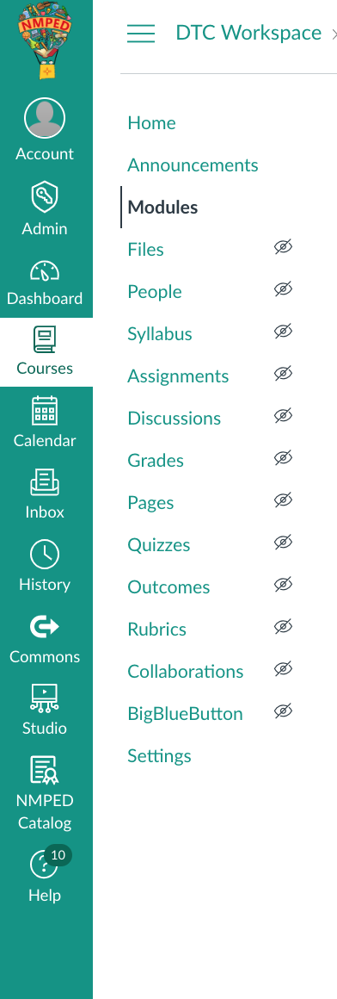 NMPED
DTC Workspace
Account
Admin
Dashboard
Courses
Calendar
Inbox
History
Commons
Studio
NMPED
Catalog
10
Help
Home
Announcements
Modules
Files
People
Syllabus
Assignments
Discussions
Grades
Pages
Quizzes
Outcomes
Rubrics
Collaborations
BigBlueButton
Settings